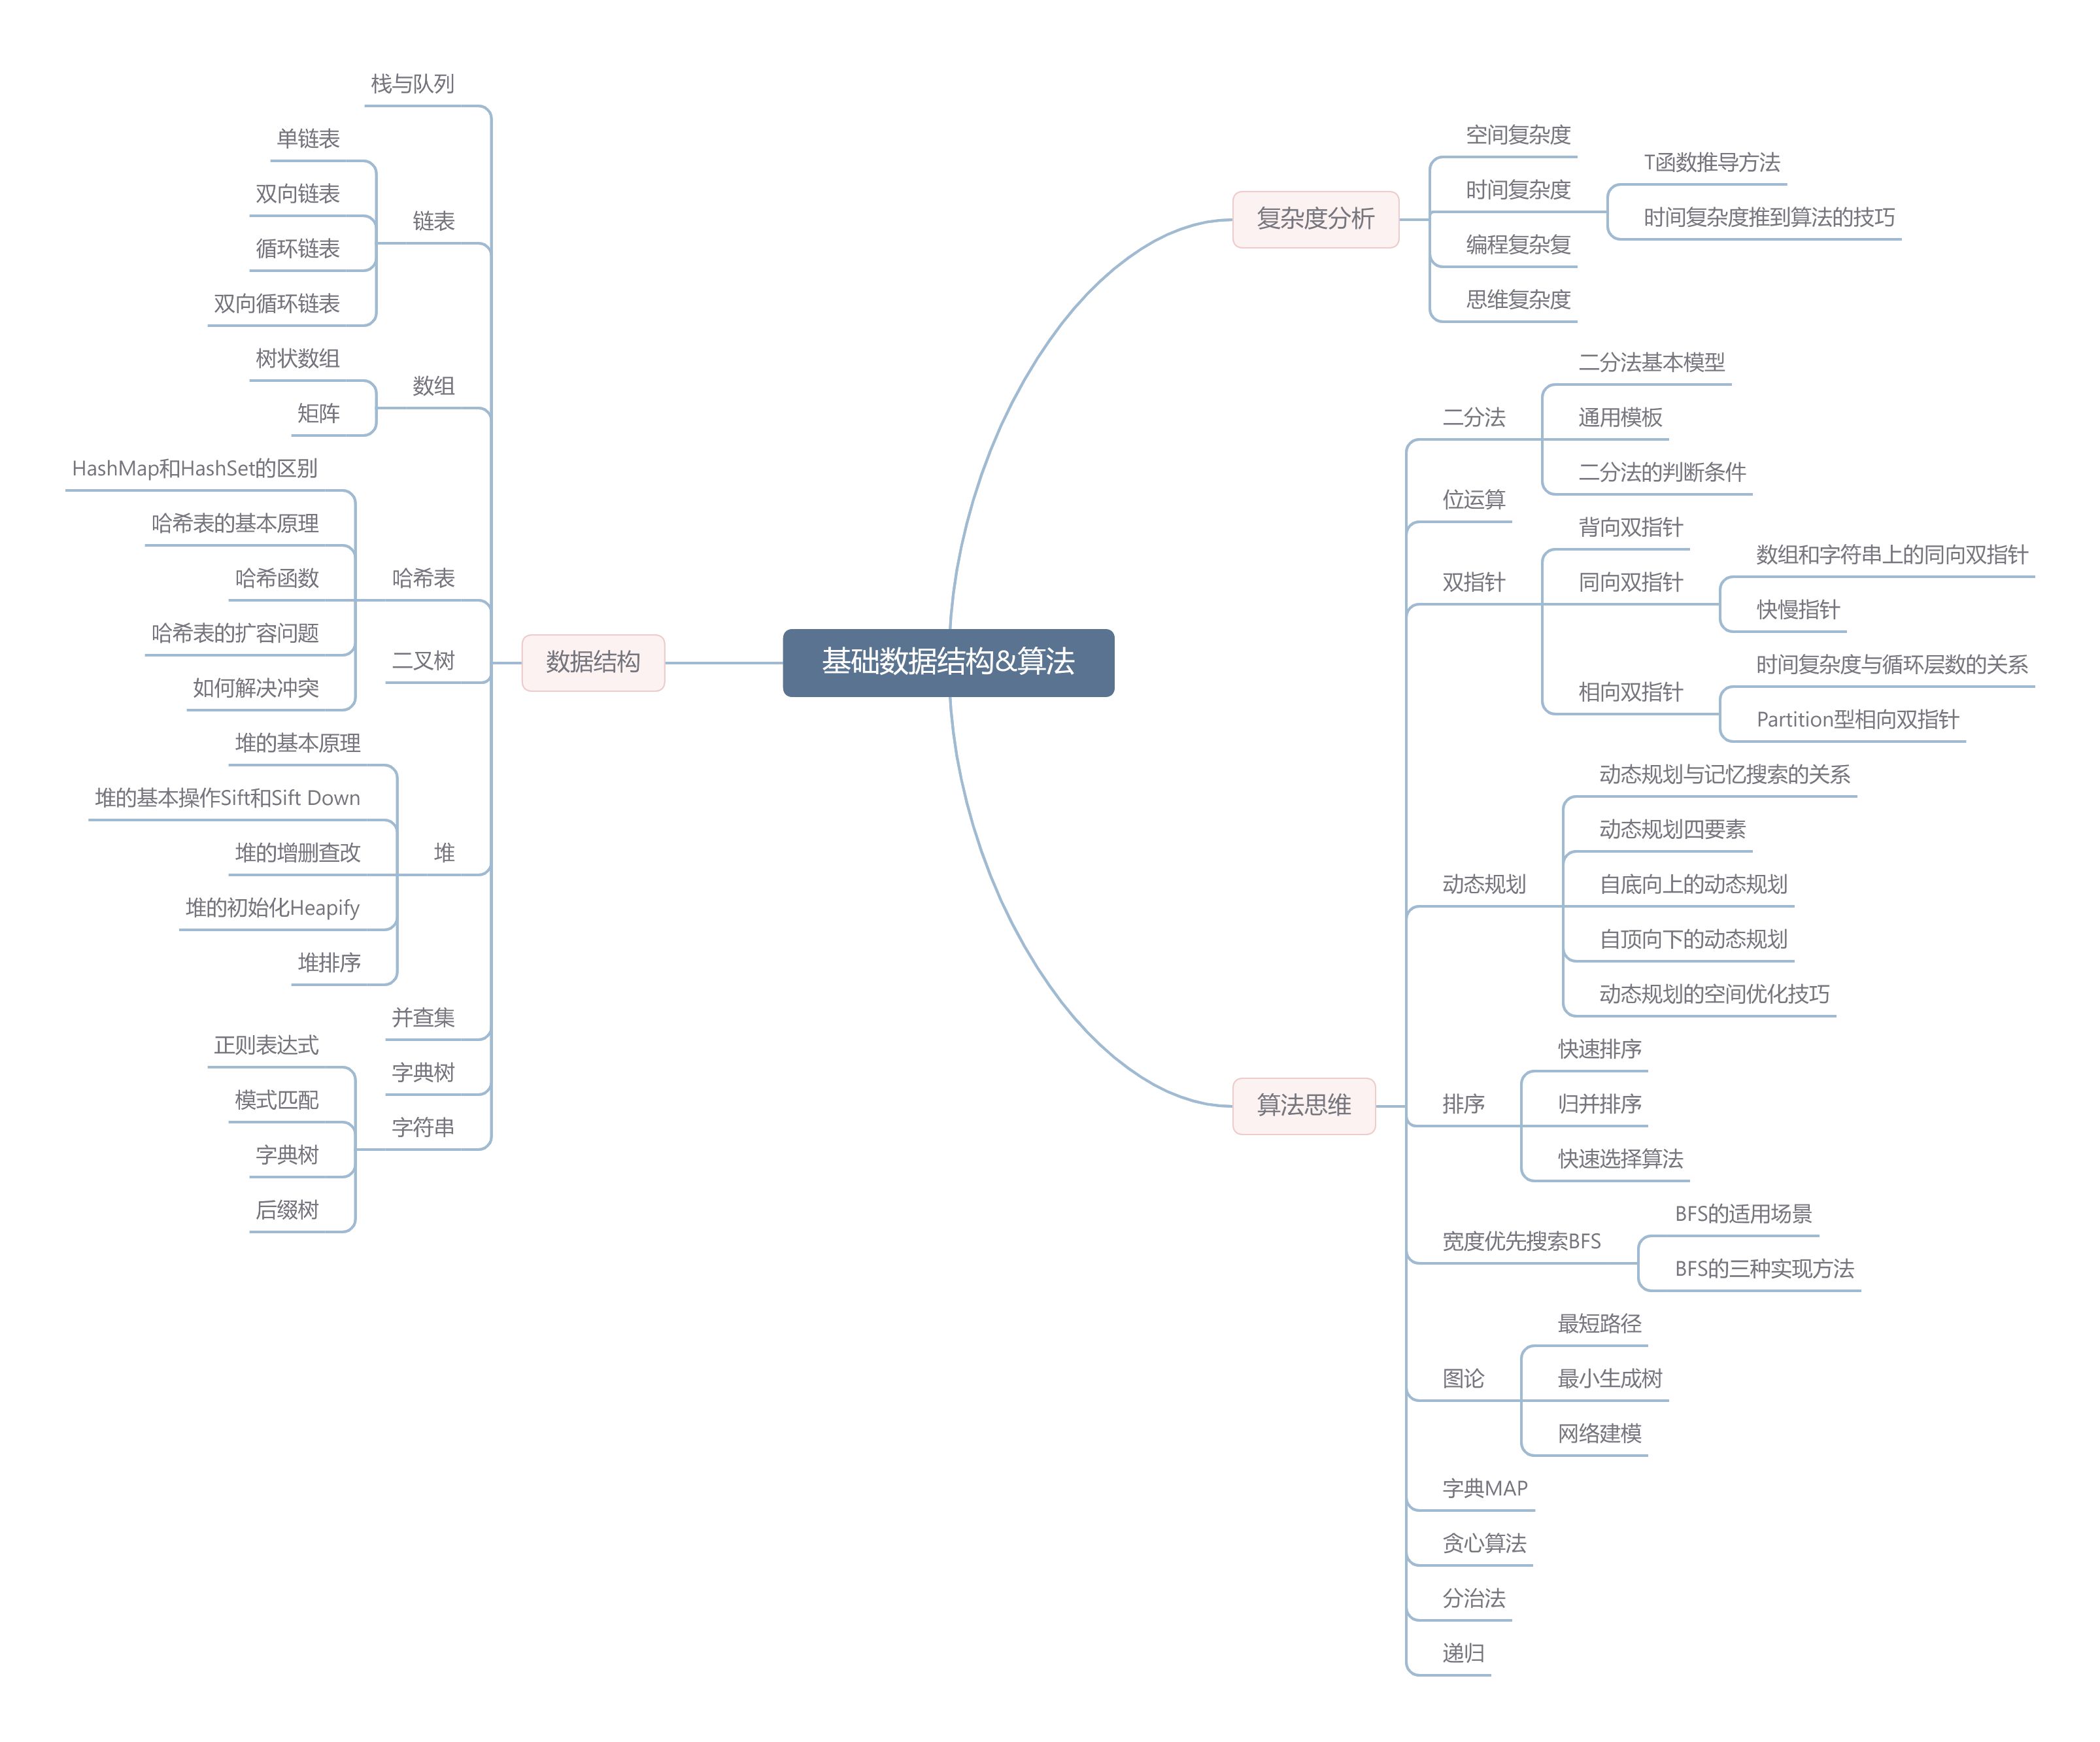 基础数据结构&算法
复杂度分析
空间复杂度
时间复杂度
T函数推导方法
时间复杂度推到算法的技巧
编程复杂复
思维复杂度
算法思维
二分法
二分法基本模型
通用模板
二分法的判断条件
位运算
双指针
背向双指针
同向双指针
数组和字符串上的同向双指针
快慢指针
相向双指针
时间复杂度与循环层数的关系
Partition型相向双指针
动态规划
动态规划与记忆搜索的关系
动态规划四要素
自底向上的动态规划
自顶向下的动态规划
动态规划的空间优化技巧
排序
快速排序
归并排序
快速选择算法
宽度优先搜索BFS
BFS的适用场景
BFS的三种实现方法
图论
最短路径
最小生成树
网络建模
字典MAP
贪心算法
分治法
递归
数据结构
栈与队列
链表
单链表
双向链表
循环链表
双向循环链表
数组
树状数组
矩阵
哈希表
HashMap和HashSet的区别
哈希表的基本原理
哈希函数
哈希表的扩容问题
如何解决冲突
二叉树
堆
堆的基本原理
堆的基本操作Sift和Sift Down
堆的增删查改
堆的初始化Heapify
堆排序
并查集
字典树
字符串
正则表达式
模式匹配
字典树
后缀树